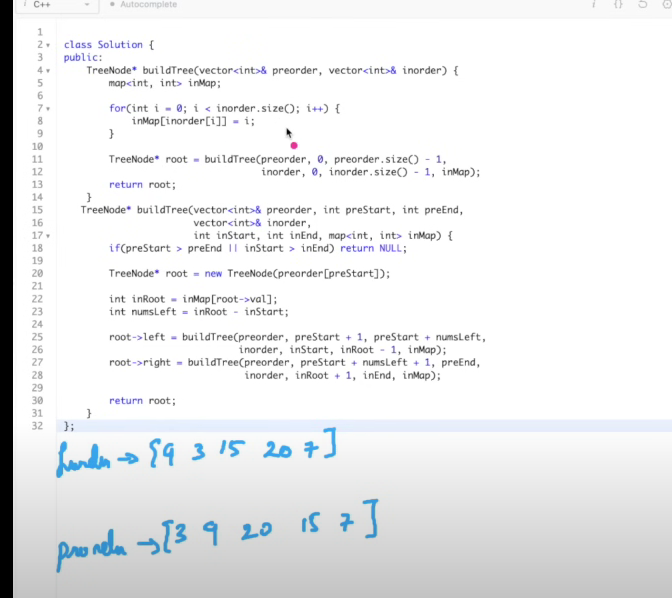 i C++ • Autocomplete i {}
1
2 class Solution {
3 public:
4 TreeNode* buildTree(vector<int>& preorder, vector<int>& inorder) {
5 map<int, int> inMap;
6
7 for(int i = 0; i < inorder.size(); i++) {
8 inMap[inorder[i]] = i;
9 }
10
11 TreeNode* root = buildTree(preorder, 0, preorder.size() - 1,
12 inorder, 0, inorder.size() - 1, inMap);
13 return root;
14 }
15 TreeNode* buildTree(vector<int>& preorder, int preStart, int preEnd,
16 vector<int>& inorder,
17 int inStart, int inEnd, map<int, int> inMap) {
18 if(preStart > preEnd || inStart > inEnd) return NULL;
19
20 TreeNode* root = new TreeNode(preorder[preStart]);
21
22 int inRoot = inMap[root->val];
23 int numsLeft = inRoot - inStart;
24
25 root->left = buildTree(preorder, preStart + 1, preStart + numsLeft,
26 inorder, inStart, inRoot - 1, inMap);
27 root->right = buildTree(preorder, preStart + numsLeft + 1, preEnd,
28 inorder, inRoot + 1, inEnd, inMap);
29
30 return root;
31 }
32 };
→ [9 3 15 20 7]
→ [3 9 20 15 7]